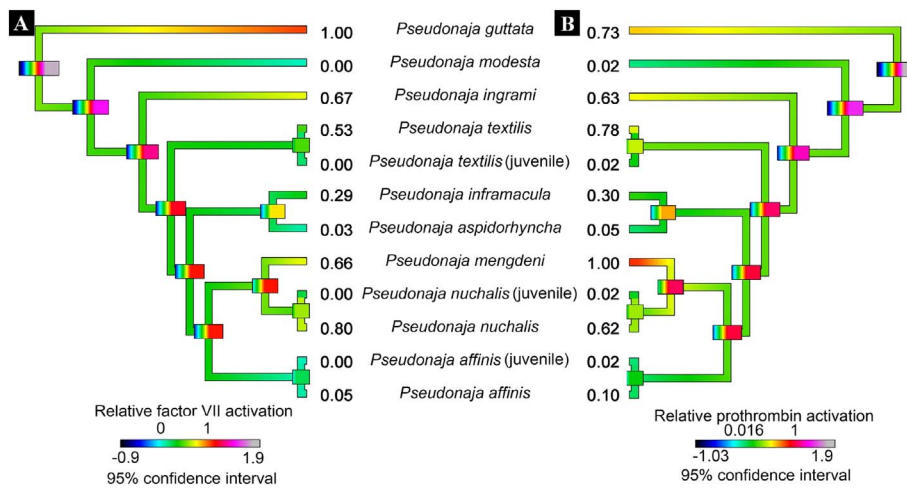 A
B
1.00 Pseudonaja guttata 0.73
0.00 Pseudonaja modesta 0.02
0.67 Pseudonaja ingrami 0.63
0.53 Pseudonaja textilis 0.78
0.00 Pseudonaja textilis (juvenile) 0.02
0.29 Pseudonaja inframacula 0.30
0.03 Pseudonaja aspidorhyncha 0.05
0.66 Pseudonaja mengdeni 1.00
0.00 Pseudonaja nuchalis (juvenile) 0.02
0.80 Pseudonaja nuchalis 0.62
0.00 Pseudonaja affinis (juvenile) 0.02
0.05 Pseudonaja affinis 0.10
Relative factor VII activation
0 1
-0.9 1.9
95% confidence interval
Relative prothrombin activation
0.016 1
-1.03 1.9
95% confidence interval